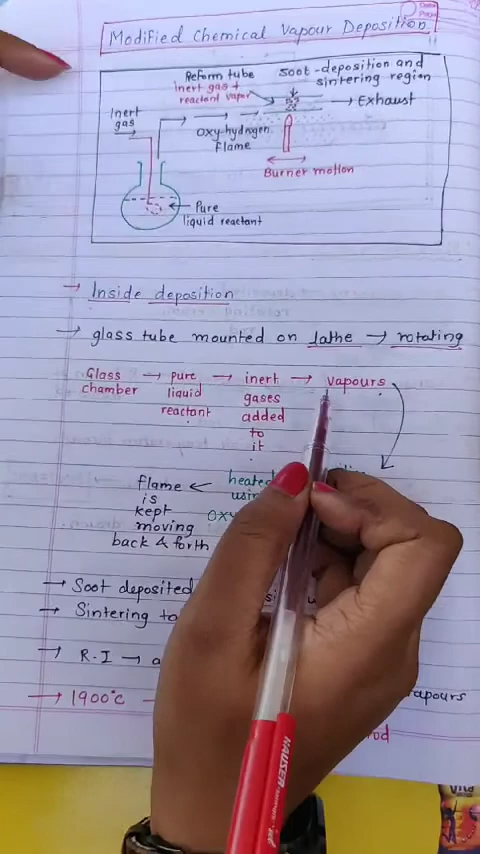 Modified Chemical Vapour Deposition
Reform tube
Soot-deposition and
sintering region
inert gas +
reactant vapor
Exhaust
Inert
gas
Oxy-hydrogen
flame
Burner motion
Pure
liquid reactant
→ Inside deposition
→ glass tube mounted on lathe → rotating
Glass → pure → inert → vapours
chamber liquid gases
reactant added
to
it
flame ← heated
is
kept
moving
back & forth
→ Soot deposited
→ Sintering
→ R.I →
→ 1900°C
vapours
HAUSER